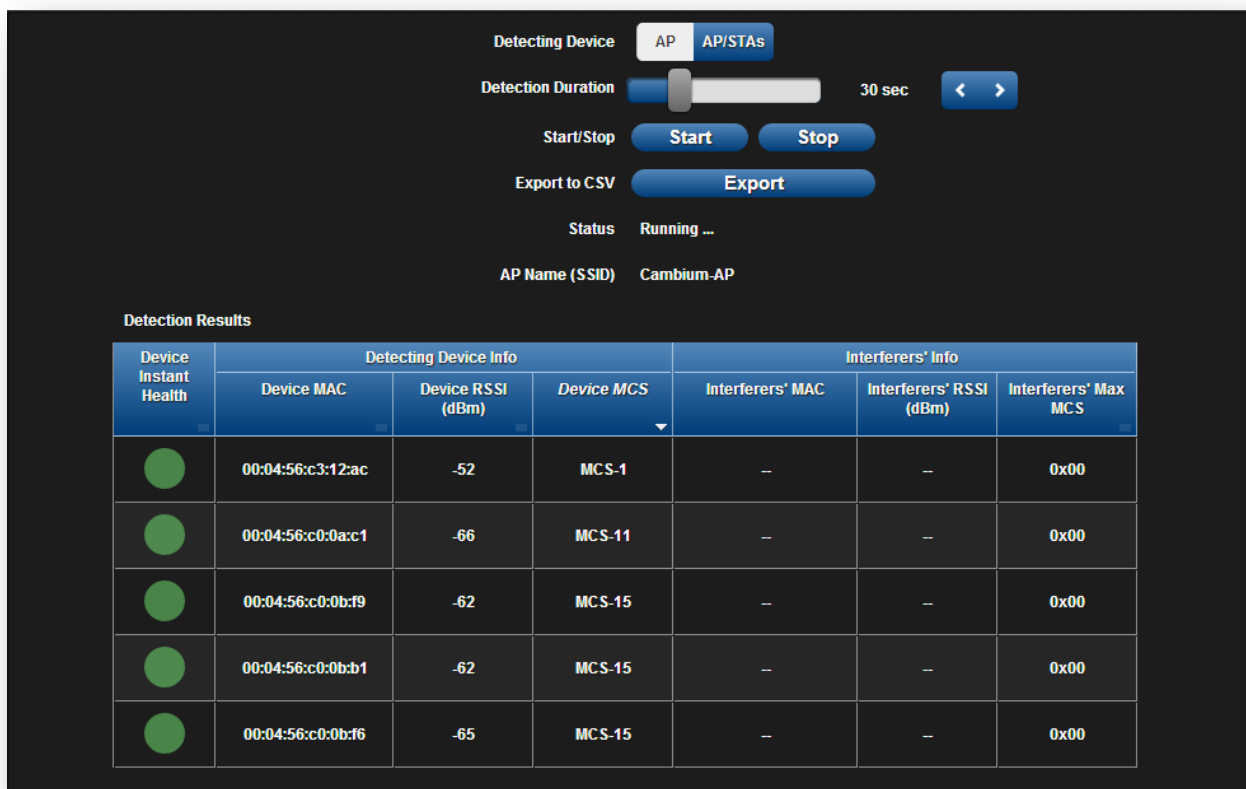 Detecting Device AP AP/STAs
Detection Duration 30 sec
Start/Stop Start Stop
Export to CSV Export
Status Running ...
AP Name (SSID) Cambium-AP
Detection Results
Device Instant Health Detecting Device Info Interferers' Info
Device MAC Device RSSI (dBm) Device MCS Interferers' MAC Interferers' RSSI (dBm) Interferers' Max MCS
00:04:56:c3:12:ac -52 MCS-1 -- -- 0x00
00:04:56:c0:0a:c1 -66 MCS-11 -- -- 0x00
00:04:56:c0:0b:f9 -62 MCS-15 -- -- 0x00
00:04:56:c0:0b:b1 -62 MCS-15 -- -- 0x00
00:04:56:c0:0b:f6 -65 MCS-15 -- -- 0x00